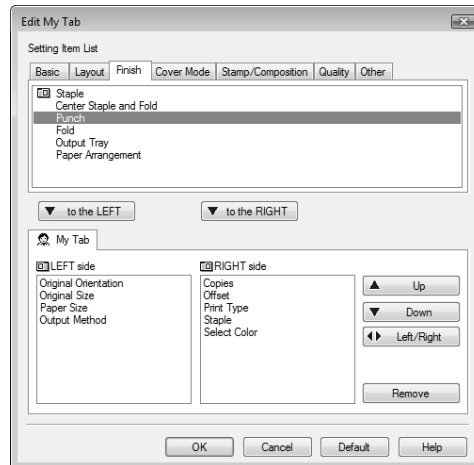 Edit My Tab
Setting Item List
Basic Layout Finish Cover Mode Stamp/Composition Quality Other
Staple
Center Staple and Fold
Punch
Fold
Output Tray
Paper Arrangement
to the LEFT to the RIGHT
My Tab
LEFT side
Original Orientation
Original Size
Paper Size
Output Method
RIGHT side
Copies
Offset
Print Type
Staple
Select Color
Up
Down
Left/Right
Remove
OK Cancel Default Help